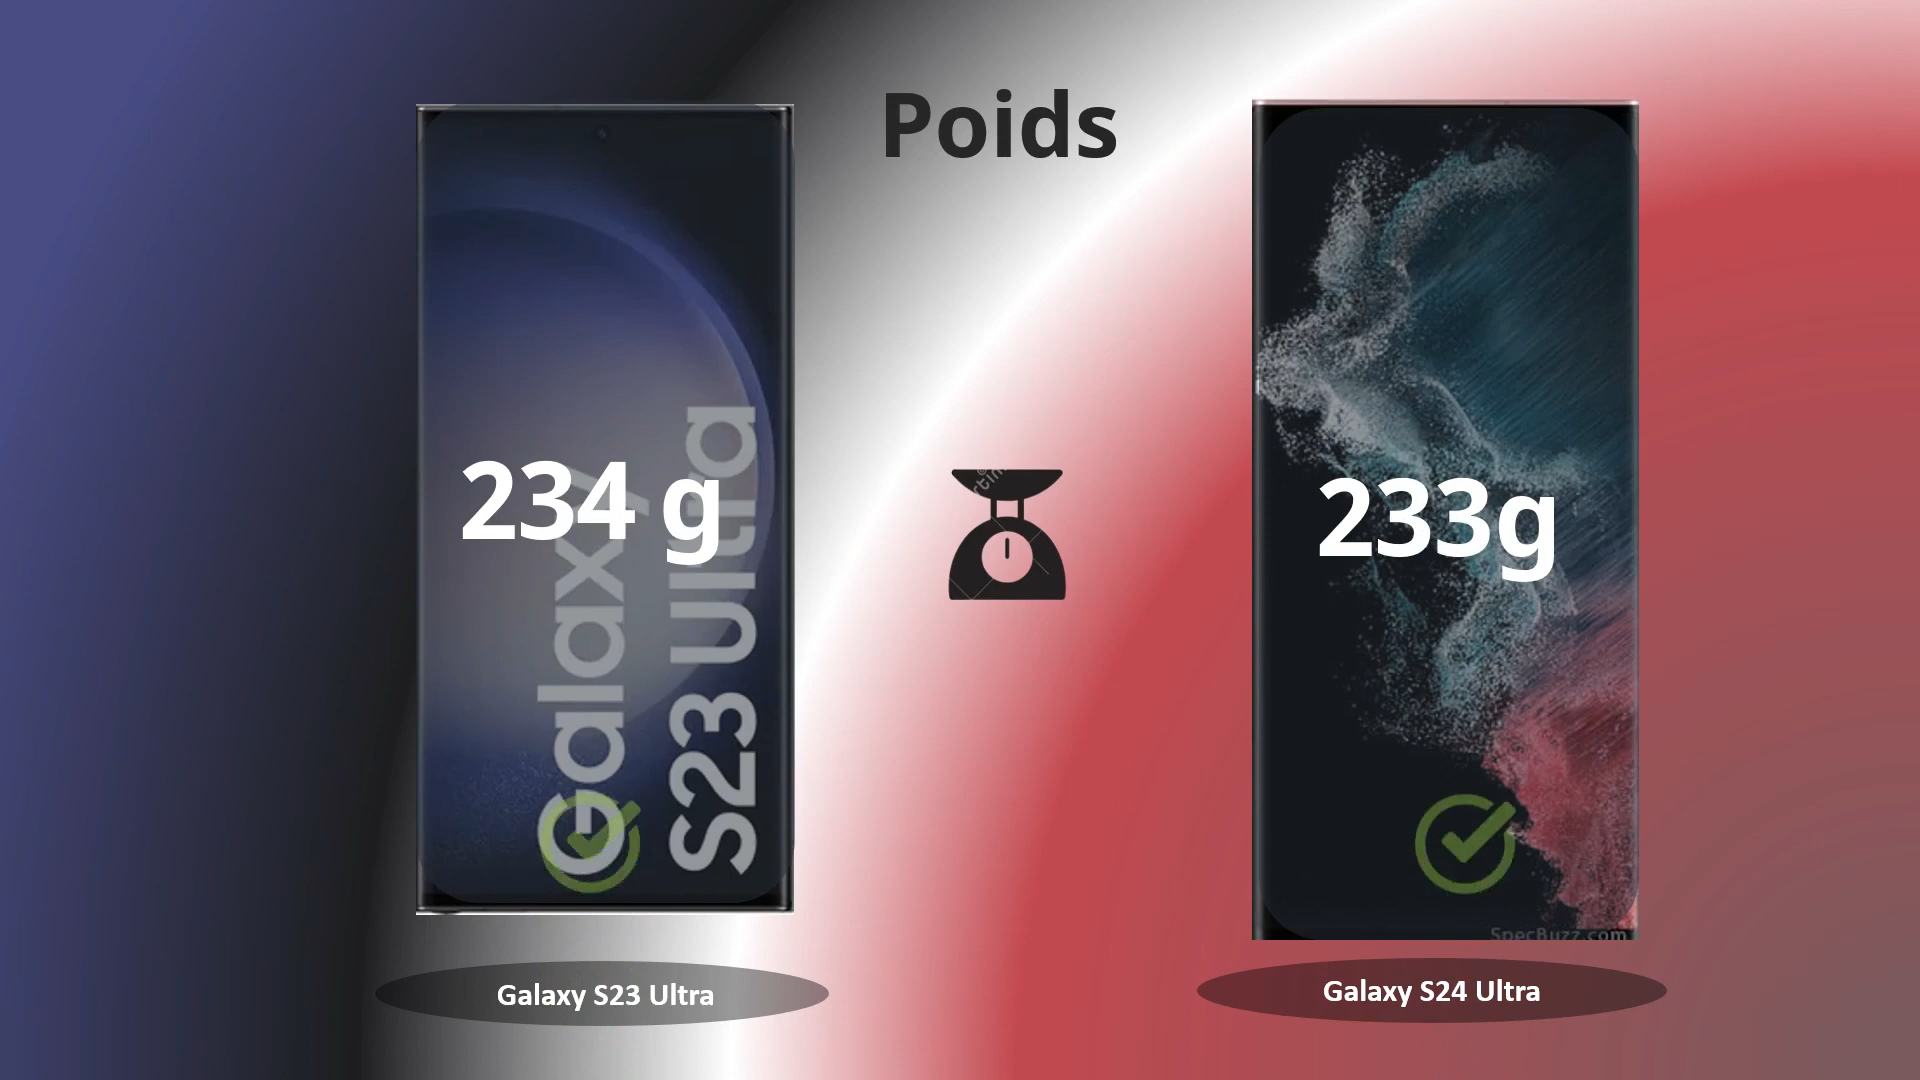 Poids
234 g
Galaxy
S23 Ultra
233g
SpecBuzz.com
Galaxy S23 Ultra
Galaxy S24 Ultra